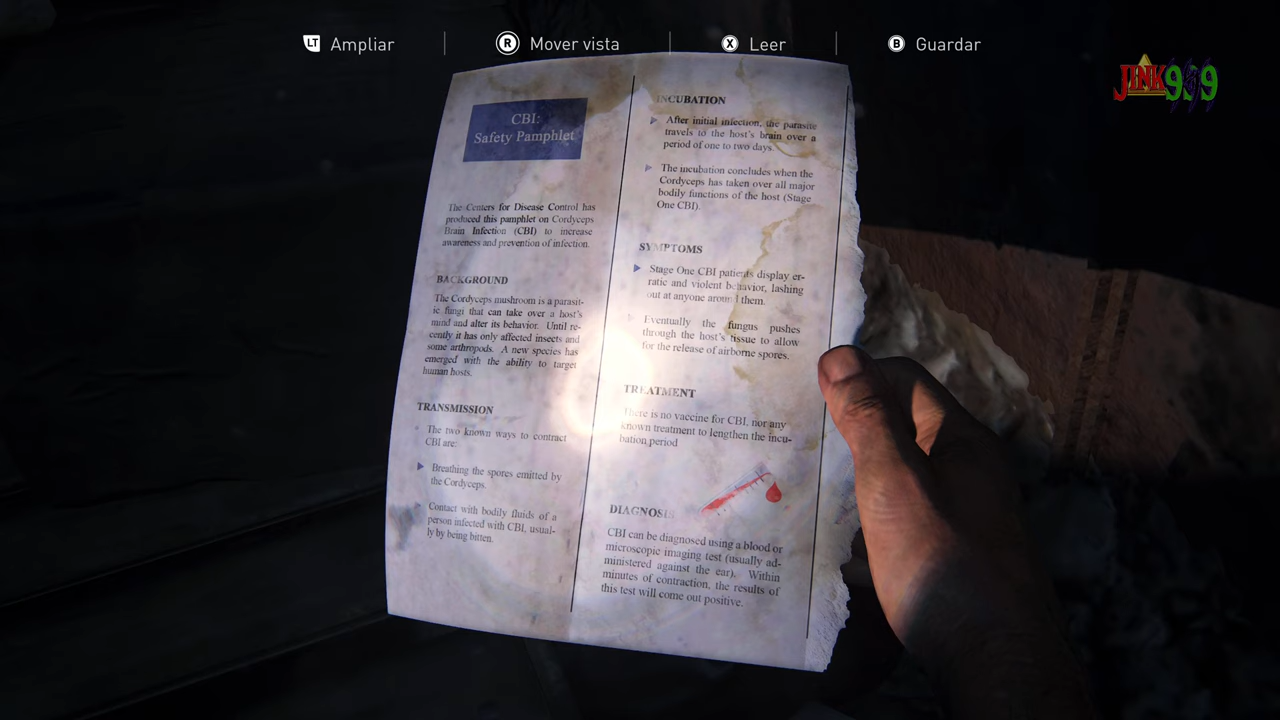 LT Ampliar
R Mover vista
X Leer
B Guardar
JINK999
CBI:
Safety Pamphlet
The Centers for Disease Control has
produced this pamphlet on Cordyceps
Brain Infection (CBI) to increase
awareness and prevention of infection.
BACKGROUND
The Cordyceps mushroom is a parasit-
ic fungi that can take over a host's
mind and alter its behavior. Until re-
cently it has only affected insects and
some arthropods. A new species has
emerged with the ability to target
human hosts.
TRANSMISSION
The two known ways to contract
CBI are:
Breathing the spores emitted by
the Cordyceps.
Contact with bodily fluids of a
person infected with CBI, usual-
ly by being bitten.
INCUBATION
After initial infection, the parasite
travels to the host's brain over a
period of one to two days.
The incubation concludes when the
Cordyceps has taken over all major
bodily functions of the host (Stage
One CBI).
SYMPTOMS
Stage One CBI patients display er-
ratic and violent behavior, lashing
out at anyone around them.
Eventually the fungus pushes
through the host's tissue to allow
for the release of airborne spores.
TREATMENT
There is no vaccine for CBI, nor any
known treatment to lengthen the incu-
bation period
DIAGNOSIS
CBI can be diagnosed using a blood or
microscopic imaging test (usually ad-
ministered against the ear). Within
minutes of contraction, the results of
this test will come out positive.